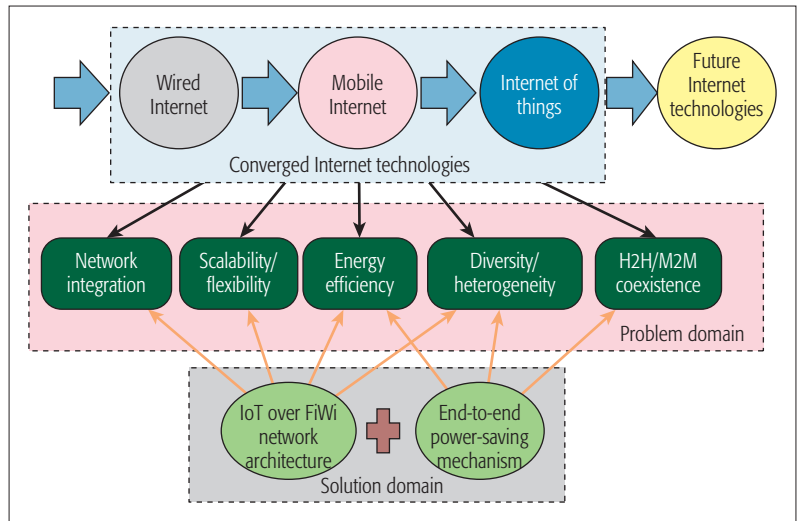 Wired
Internet
Mobile
Internet
Internet of
things
Future
Internet
technologies
Converged Internet technologies
Network
integration
Scalability/
flexibility
Energy
efficiency
Diversity/
heterogeneity
H2H/M2M
coexistence
Problem domain
IoT over FiWi
network
architecture
End-to-end
power-saving
mechanism
Solution domain